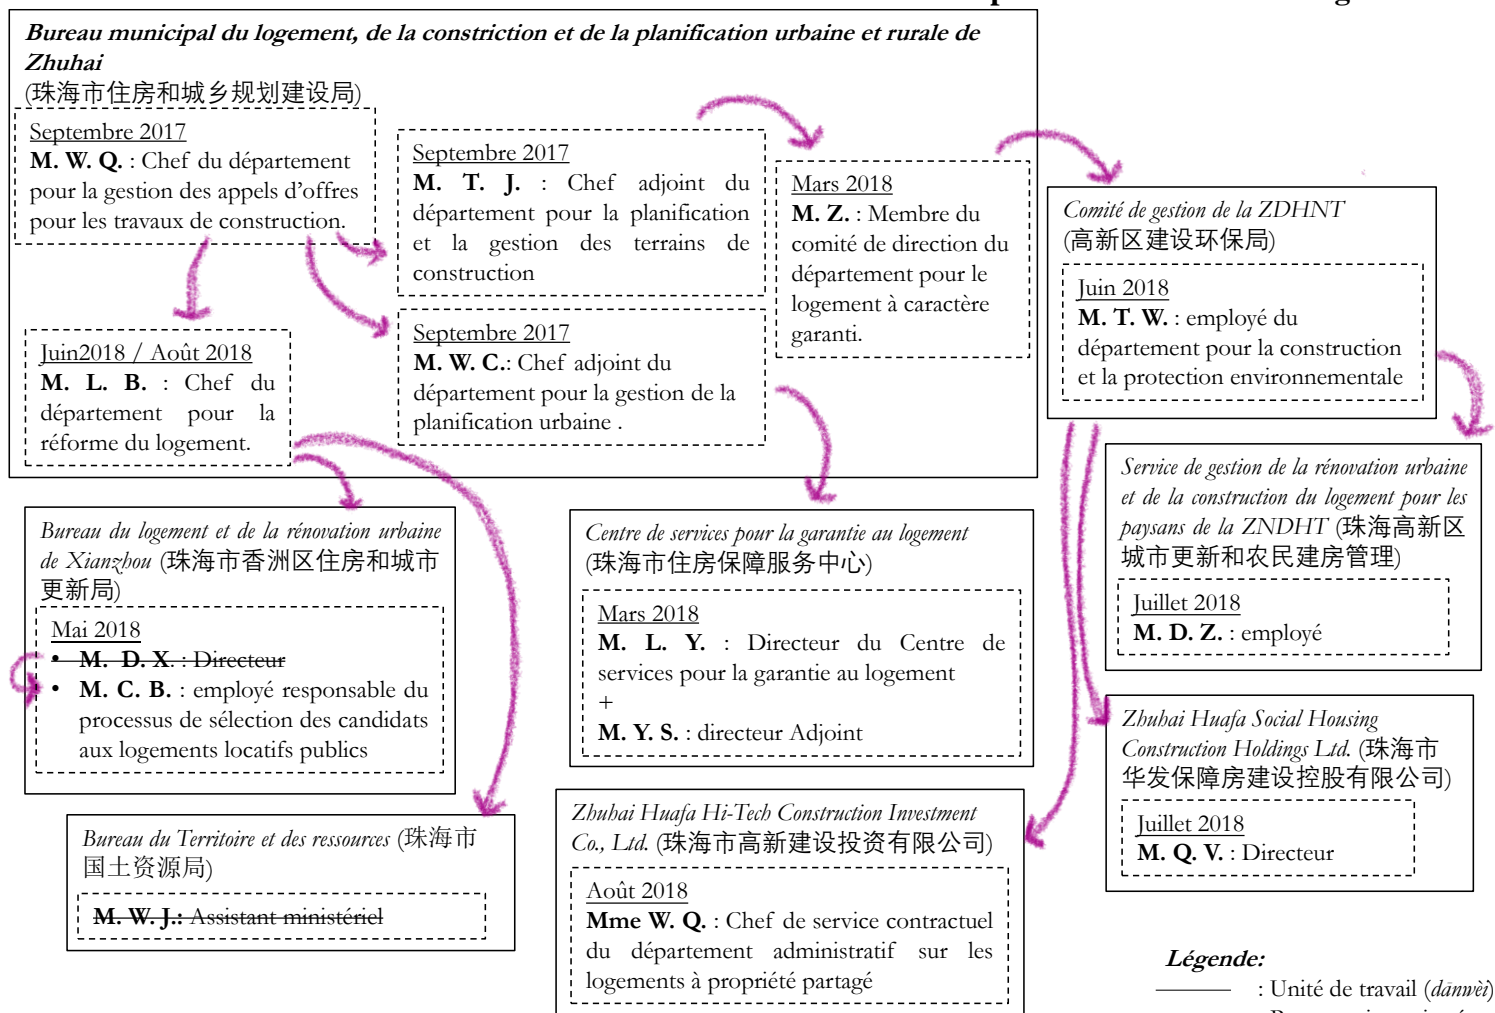 Bureau municipal du logement, de la constriction et de la planification urbaine et rurale de
Zhuhai
(珠海市住房和城乡规划建设局)
Septembre 2017
M. W. Q. : Chef du département
pour la gestion des appels d’offres
pour les travaux de construction.
Septembre 2017
M. T. J. : Chef adjoint du
département pour la planification
et la gestion des terrains de
construction
Mars 2018
M. Z. : Membre du
comité de direction du
département pour le
logement à caractère
garanti.
Juin2018 / Août 2018
M. L. B. : Chef du
département pour la
réforme du logement.
Septembre 2017
M. W. C.: Chef adjoint du
département pour la gestion de la
planification urbaine .
Comité de gestion de la ZDHNT
(高新区建设环保局)
Juin 2018
M. T. W. : employé du
département pour la construction
et la protection environnementale
Service de gestion de la rénovation urbaine
et de la construction du logement pour les
paysans de la ZNDHT (珠海高新区
城市更新和农民建房管理)
Juillet 2018
M. D. Z. : employé
Bureau du logement et de la rénovation urbaine
de Xianzhou (珠海市香洲区住房和城市
更新局)
Mai 2018
• M. D. X. : Directeur
• M. C. B. : employé responsable du
processus de sélection des candidats
aux logements locatifs publics
Centre de services pour la garantie au logement
(珠海市住房保障服务中心)
Mars 2018
M. L. Y. : Directeur du Centre de
services pour la garantie au logement
+
M. Y. S. : directeur Adjoint
Zhuhai Huafa Social Housing
Construction Holdings Ltd. (珠海市
华发保障房建设控股有限公司)
Juillet 2018
M. Q. V. : Directeur
Bureau du Territoire et des ressources (珠海市
国土资源局)
M. W. J.: Assistant ministériel
Zhuhai Huafa Hi-Tech Construction Investment
Co., Ltd. (珠海市高新建设投资有限公司)
Août 2018
Mme W. Q. : Chef de service contractuel
du département administratif sur les
logements à propriété partagé
Légende:
: Unité de travail (dānwèi)